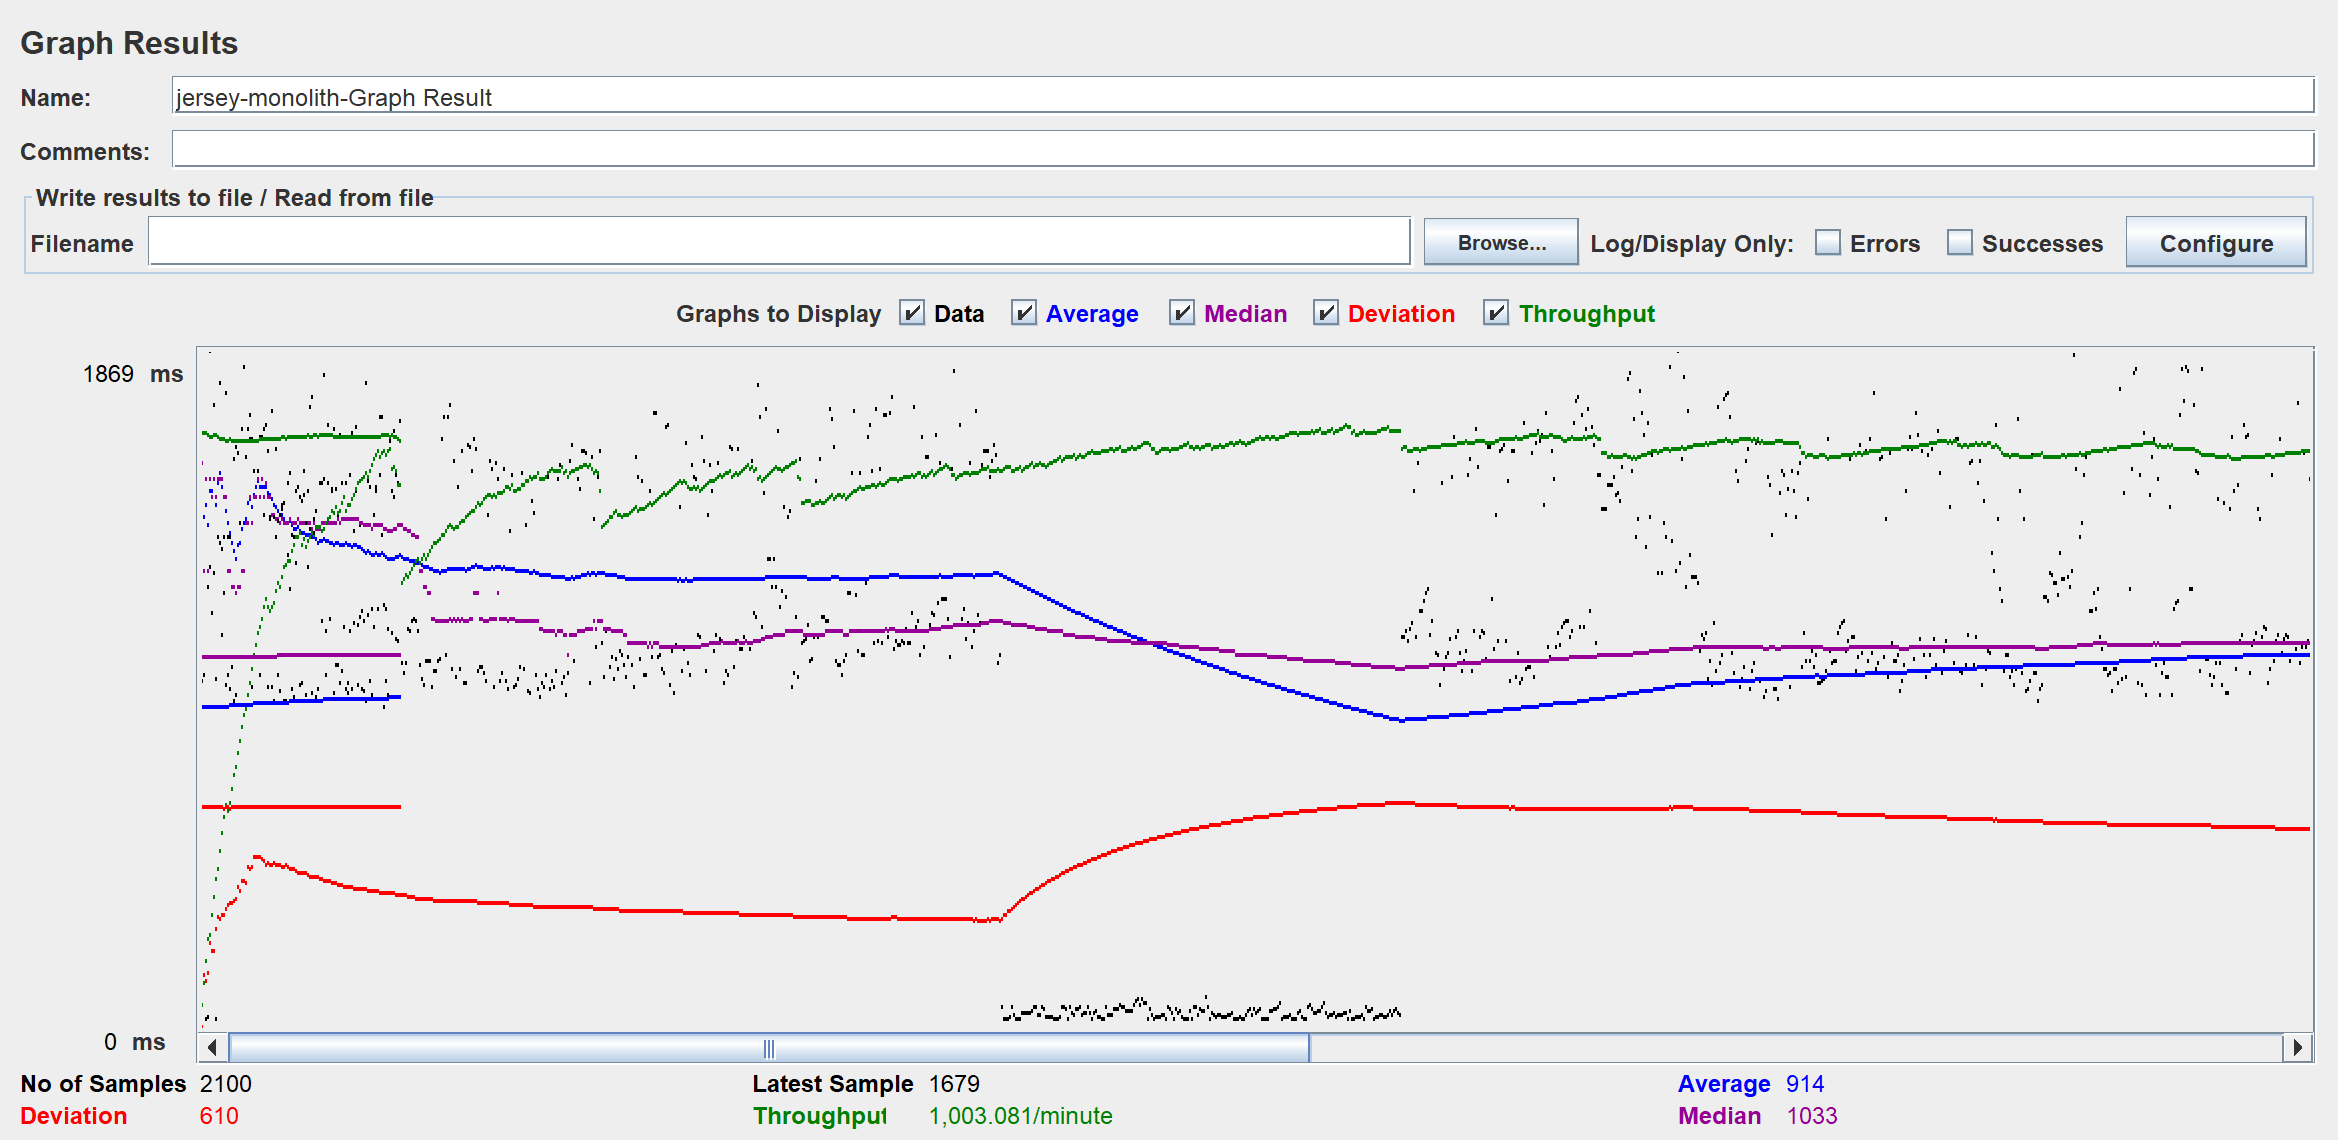 Graph Results
Name: jersey-monolith-Graph Result
Comments:
Write results to file / Read from file
Filename Browse... Log/Display Only: Errors Successes Configure
Graphs to Display Data Average Median Deviation Throughput
1869 ms
0 ms
No of Samples 2100 Latest Sample 1679 Average 914
Deviation 610 Throughput 1,003.081/minute Median 1033